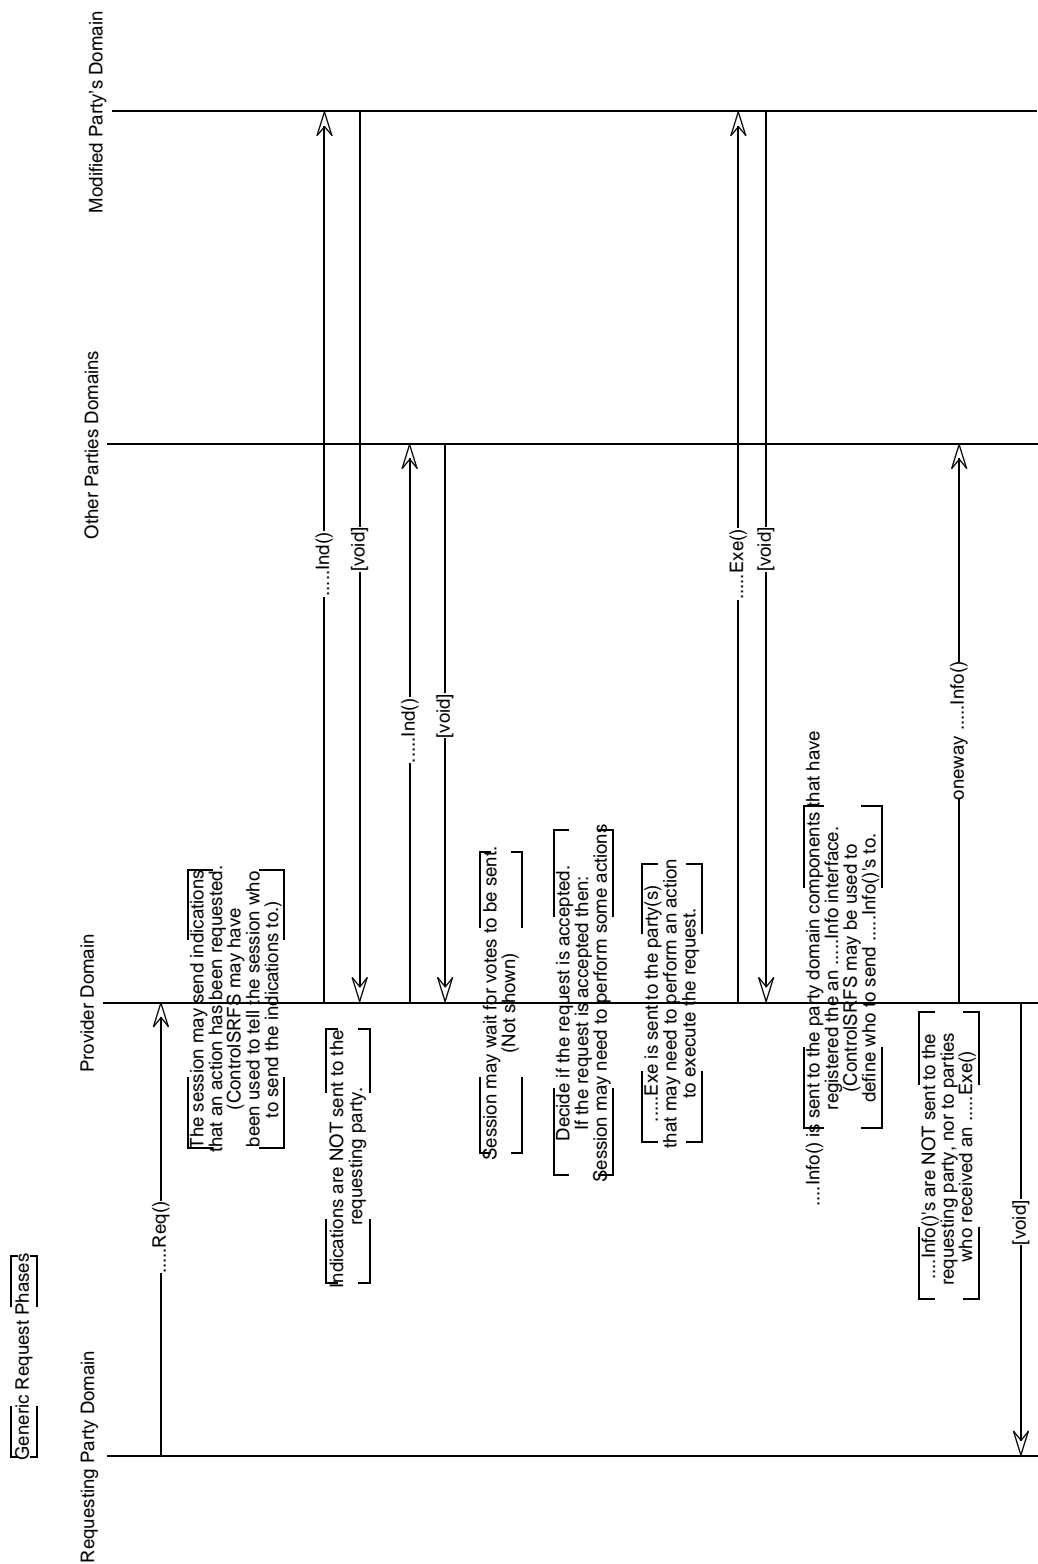 Generic Request Phases
Requesting Party Domain
Provider Domain
Other Parties Domains
Modified Party's Domain
.....Req()
The session may send indications
that an action has been requested.
(ControlSRFS may have
been used to tell the session who
to send the indications to.)
......Ind()
Indications are NOT sent to the
requesting party.
[void]
.....Ind()
[void]
Session may wait for votes to be sent.
(Not shown)
Decide if the request is accepted.
If the request is accepted then:
Session may need to perform some actions
.....Exe is sent to the party(s)
that may need to perform an action
to execute the request.
......Exe()
[void]
....Info() is sent to the party domain components that have
registered the an .....Info interface.
(ControlSRFS may be used to
define who to send .....Info()'s to.
....Info()'s are NOT sent to the
requesting party, nor to parties
who received an .....Exe()
oneway .....Info()
[void]